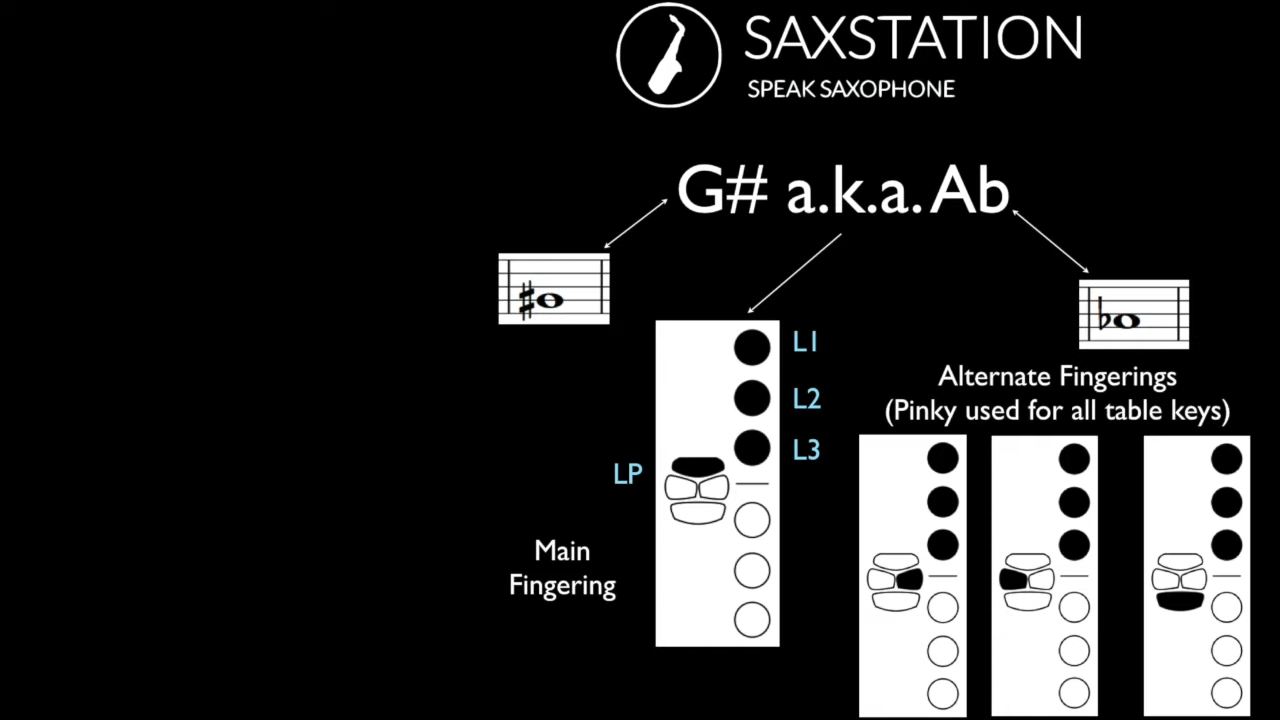 SAXSTATION
SPEAK SAXOPHONE
G# a.k.a. Ab
L1
L2
L3
LP
Main
Fingering
Alternate Fingerings
(Pinky used for all table keys)